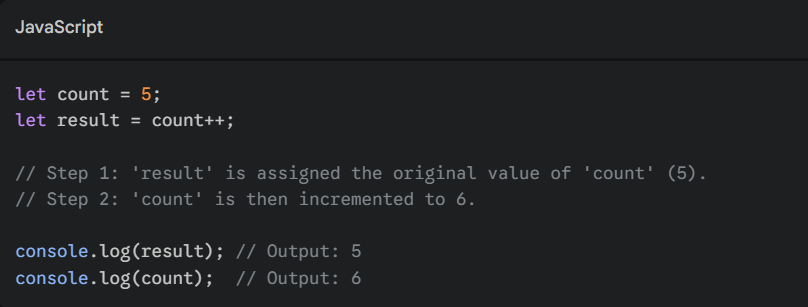 JavaScript
let count = 5;
let result = count++;
// Step 1: 'result' is assigned the original value of 'count' (5).
// Step 2: 'count' is then incremented to 6.
console.log(result); // Output: 5
console.log(count);  // Output: 6